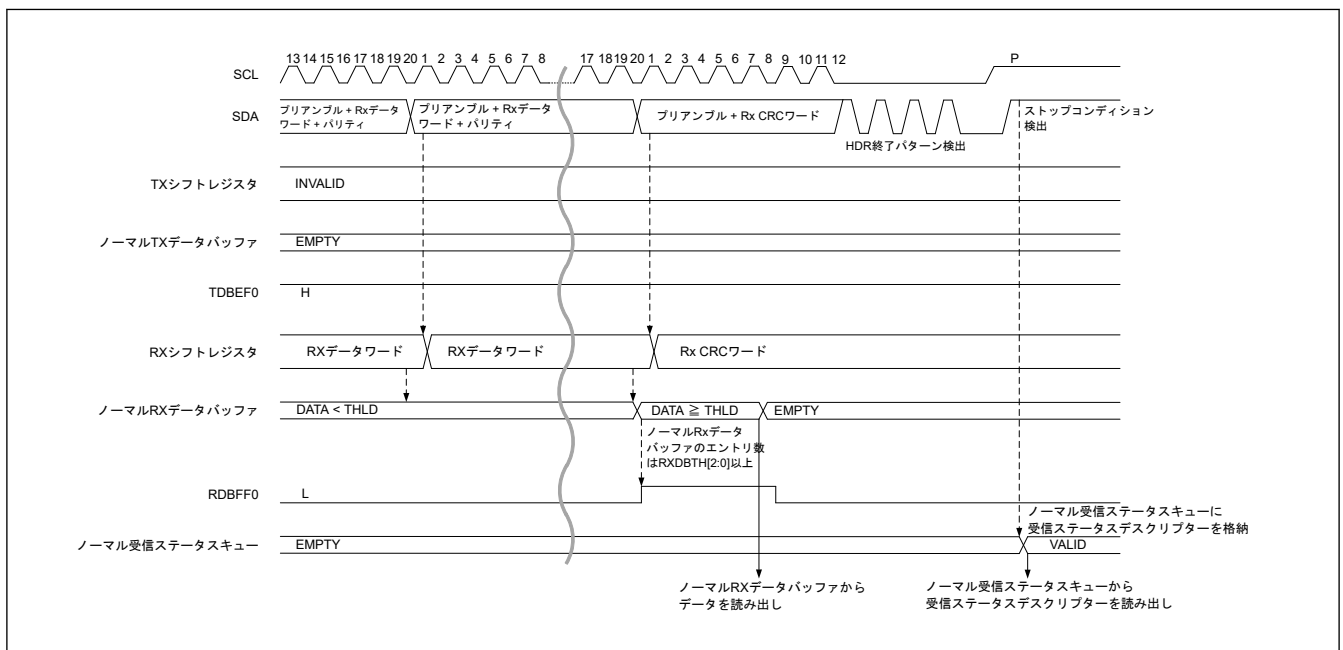 13 14 15 16 17 18 19 20 1 2 3 4 5 6 7 8 17 18 19 20 1 2 3 4 5 6 7 8 9 10 11 12 P
SCL
SDA
プリアンブル + Rxデータ
ワード + パリティ
プリアンブル + Rxデータ
ワード + パリティ
プリアンブル + Rx CRCワード
HDR終了パターン検出
ストップコンディション
検出
TXシフトレジスタ
INVALID
ノーマルTXデータバッファ
EMPTY
TDBEF0
H
RXシフトレジスタ
RXデータワード
RXデータワード
Rx CRCワード
ノーマルRXデータバッファ
DATA < THLD
DATA ≧ THLD
EMPTY
ノーマルRxデータ
バッファのエントリ数
はRXDBTH[2:0]以上
RDBFF0
L
ノーマル受信ステータスキューに
受信ステータスデスクリプターを格納
ノーマル受信ステータスキュー
EMPTY
VALID
ノーマルRXデータバッファから
データを読み出し
ノーマル受信ステータスキューから
受信ステータスデスクリプターを読み出し